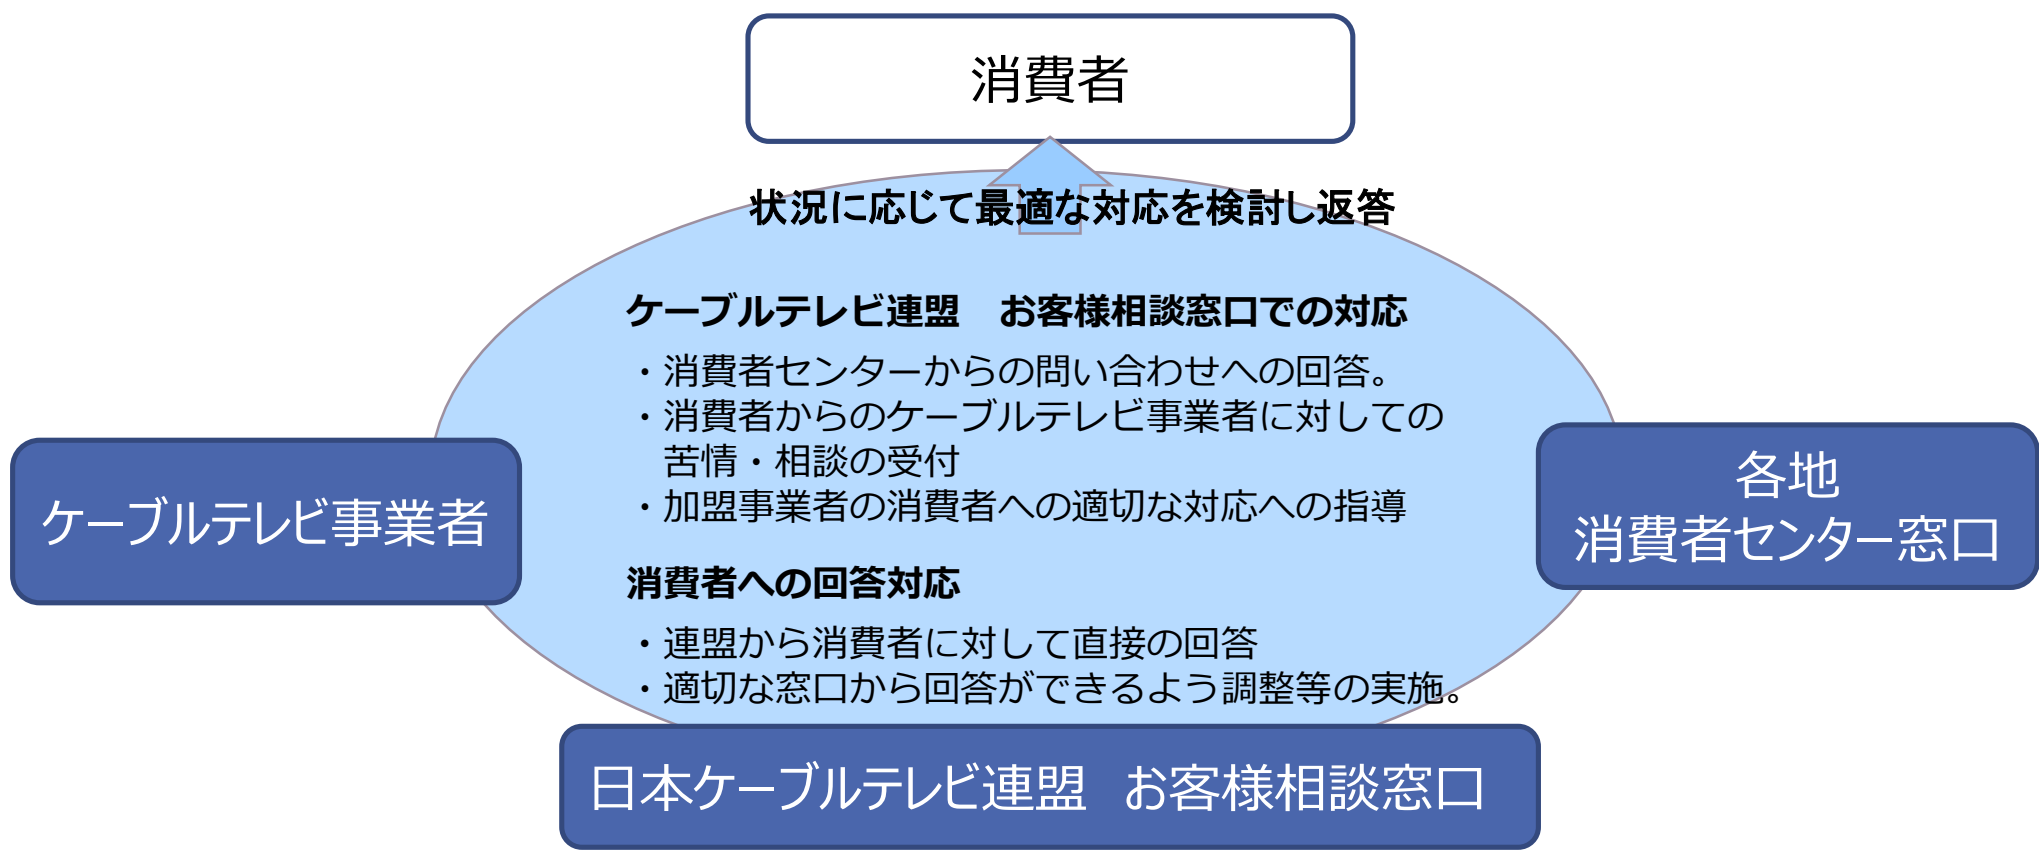 消費者
状況に応じて最適な対応を検討し返答
ケーブルテレビ連盟　お客様相談窓口での対応
・消費者センターからの問い合わせへの回答。
・消費者からのケーブルテレビ事業者に対しての
苦情・相談の受付
・加盟事業者の消費者への適切な対応への指導
ケーブルテレビ事業者
各地
消費者センター窓口
消費者への回答対応
・連盟から消費者に対して直接の回答
・適切な窓口から回答ができるよう調整等の実施。
日本ケーブルテレビ連盟　お客様相談窓口